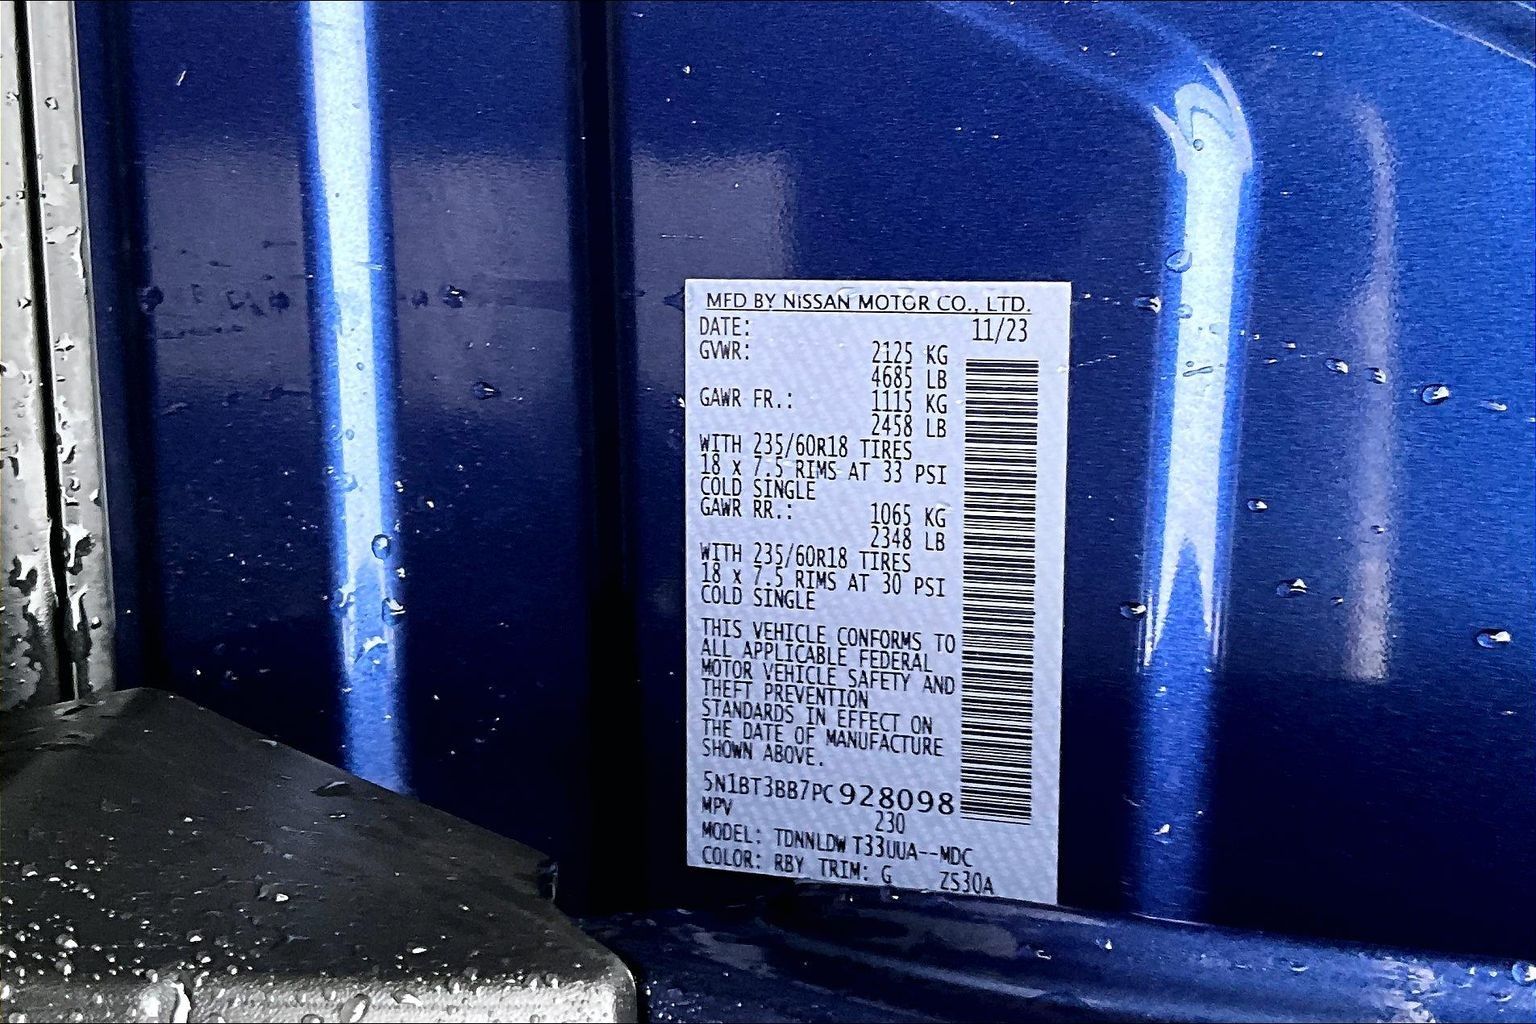 MFD BY NISSAN MOTOR CO., LTD.
DATE: 11/23
GVWR: 2125 KG
4685 LB
GAWR FR.: 1115 KG
2458 LB
WITH 235/60R18 TIRES
18 x 7.5 RIMS AT 33 PSI
COLD SINGLE
GAWR RR.: 1065 KG
2348 LB
WITH 235/60R18 TIRES
18 x 7.5 RIMS AT 30 PSI
COLD SINGLE
THIS VEHICLE CONFORMS TO
ALL APPLICABLE FEDERAL
MOTOR VEHICLE SAFETY AND
THEFT PREVENTION
STANDARDS IN EFFECT ON
THE DATE OF MANUFACTURE
SHOWN ABOVE.
5N1BT3BB7PC928098
MPV 230
MODEL: TDNNLDW T33UUA--MDC
COLOR: RBY TRIM: G ZS30A